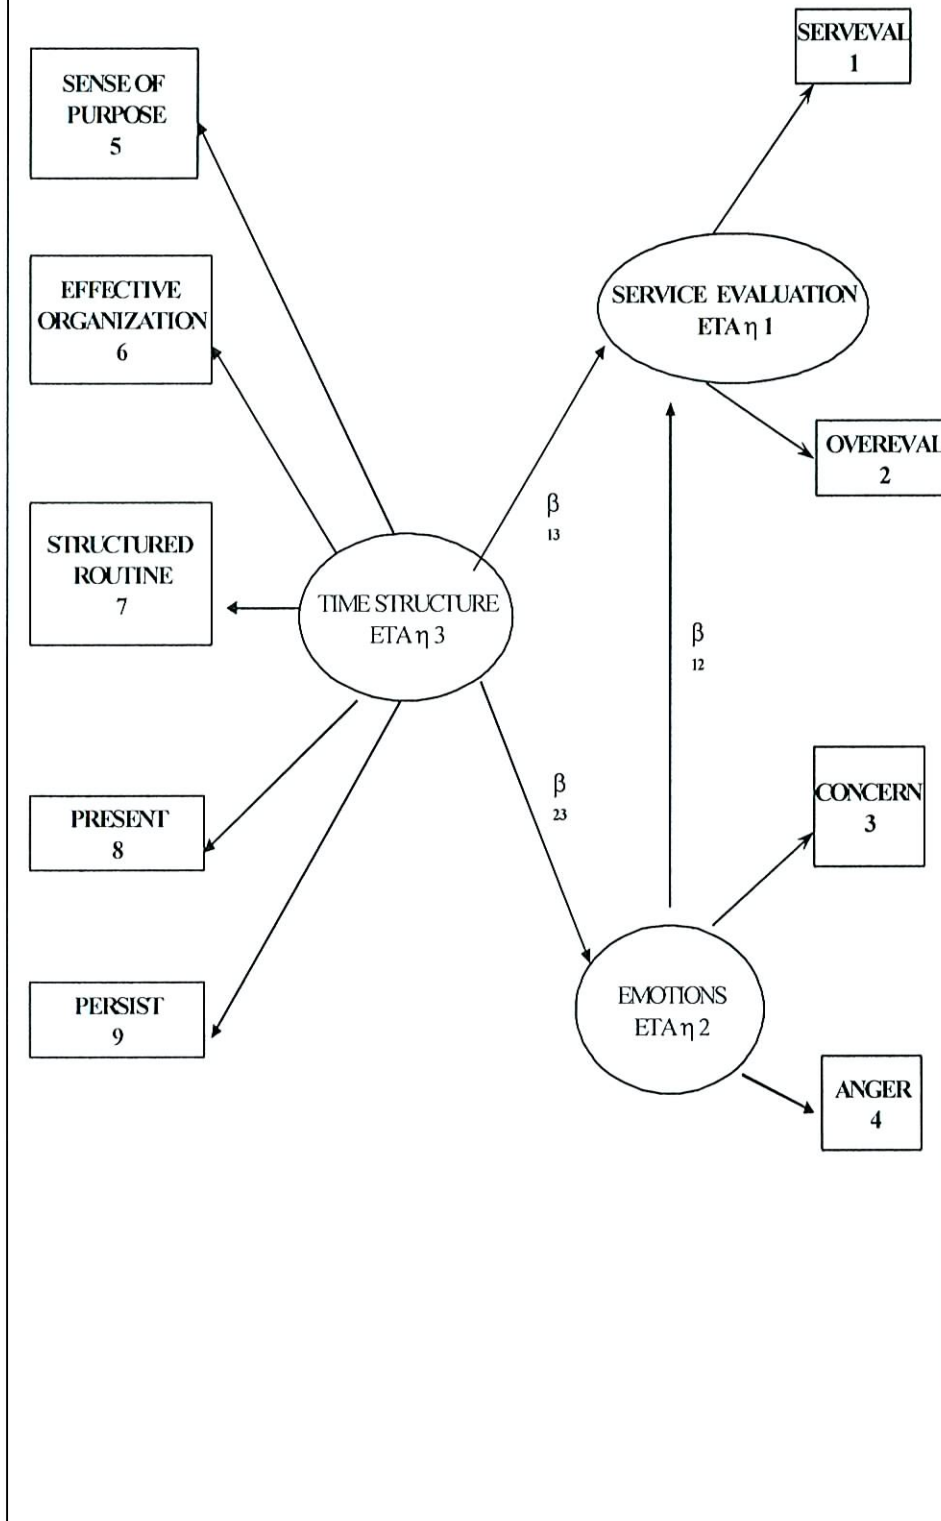 SERVEVAL
1
SENSE OF
PURPOSE
5
EFFECTIVE
ORGANIZATION
6
SERVICE EVALUATION
ETA η 1
OVEREVAL
2
β
13
STRUCTURED
ROUTINE
7
TIME STRUCTURE
ETA η 3
β
12
β
23
PRESENT
8
CONCERN
3
PERSIST
9
EMOTIONS
ETA η 2
ANGER
4